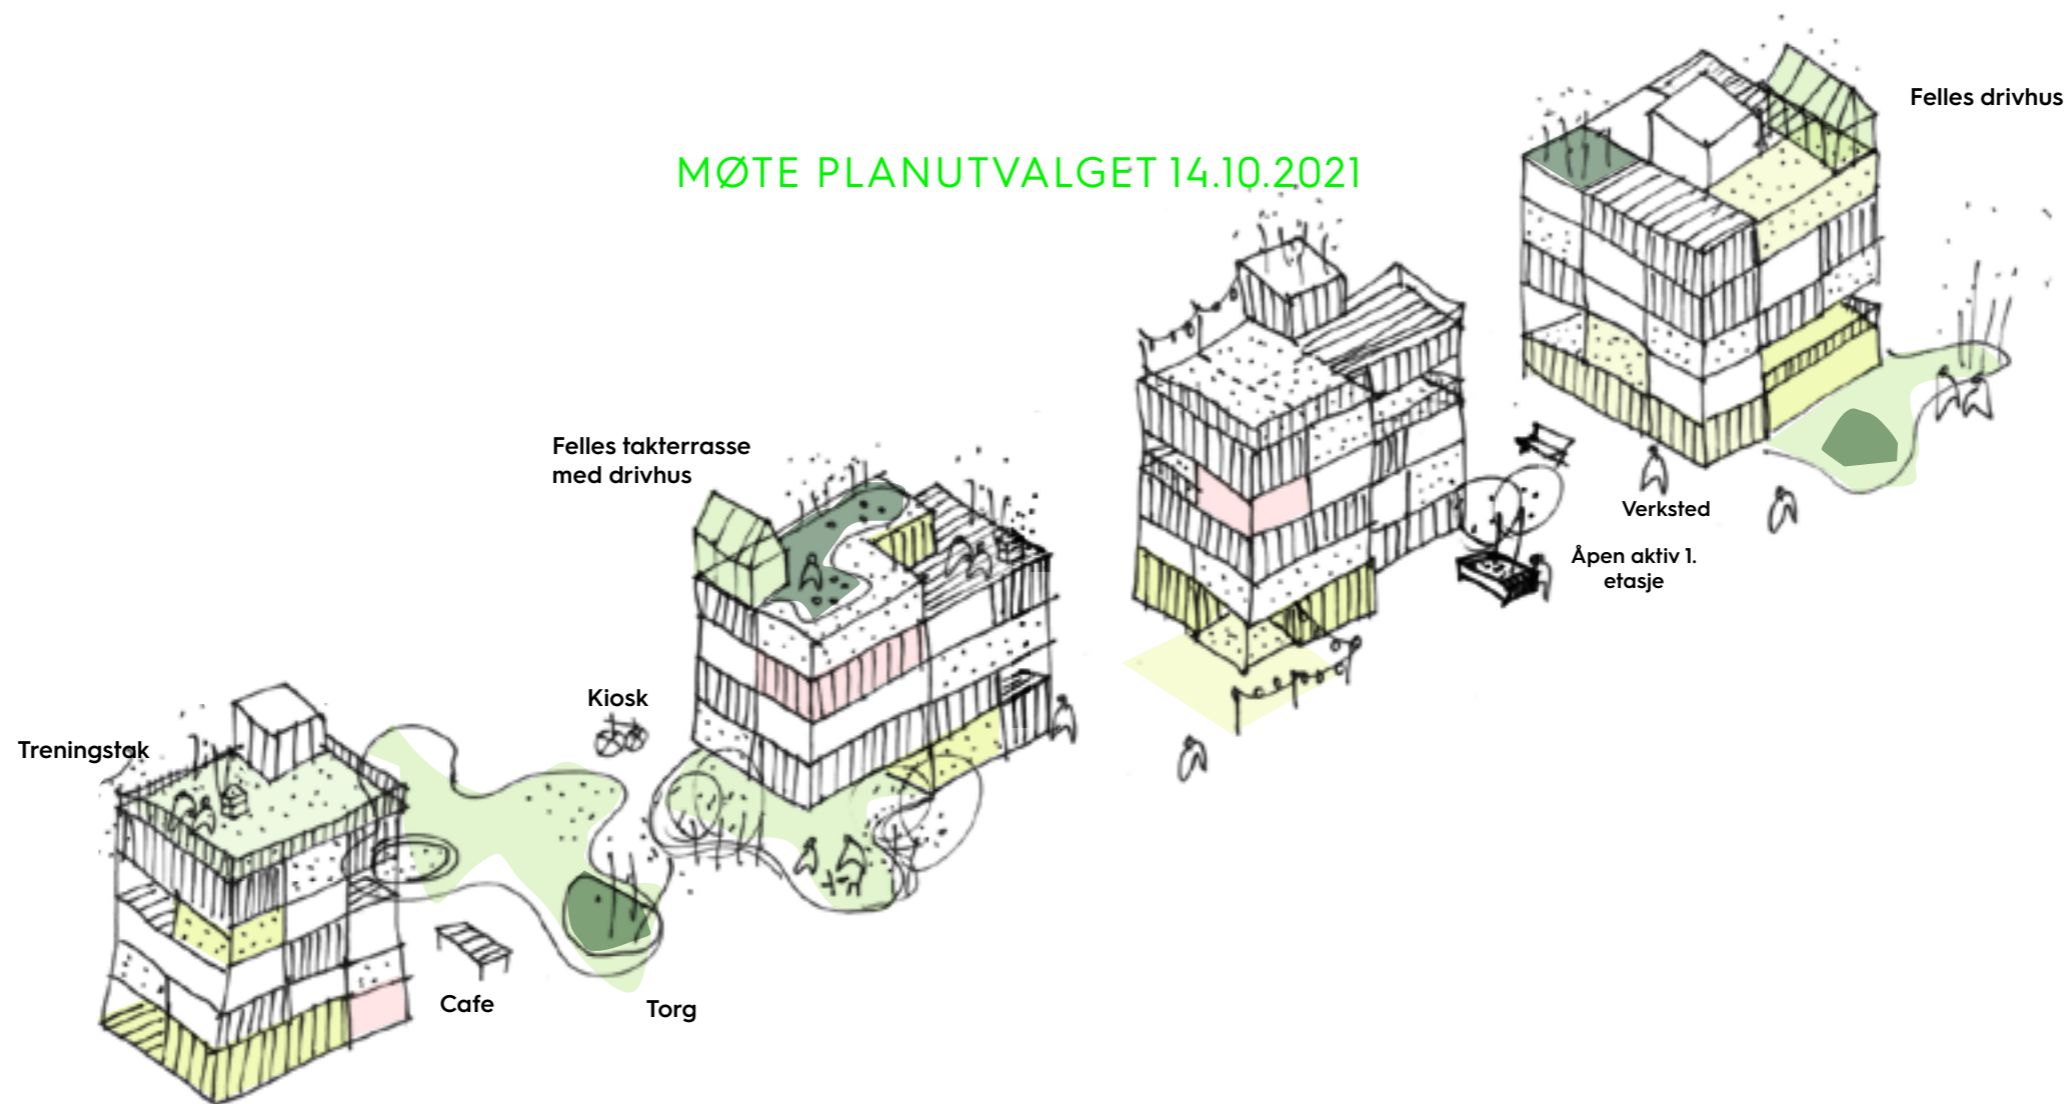 Felles drivhus
MØTE PLANUTVALGET 14.10.2021
Felles takterrasse
med drivhus
Verksted
Åpen aktiv 1.
etasje
Kiosk
Treningstak
Cafe
Torg